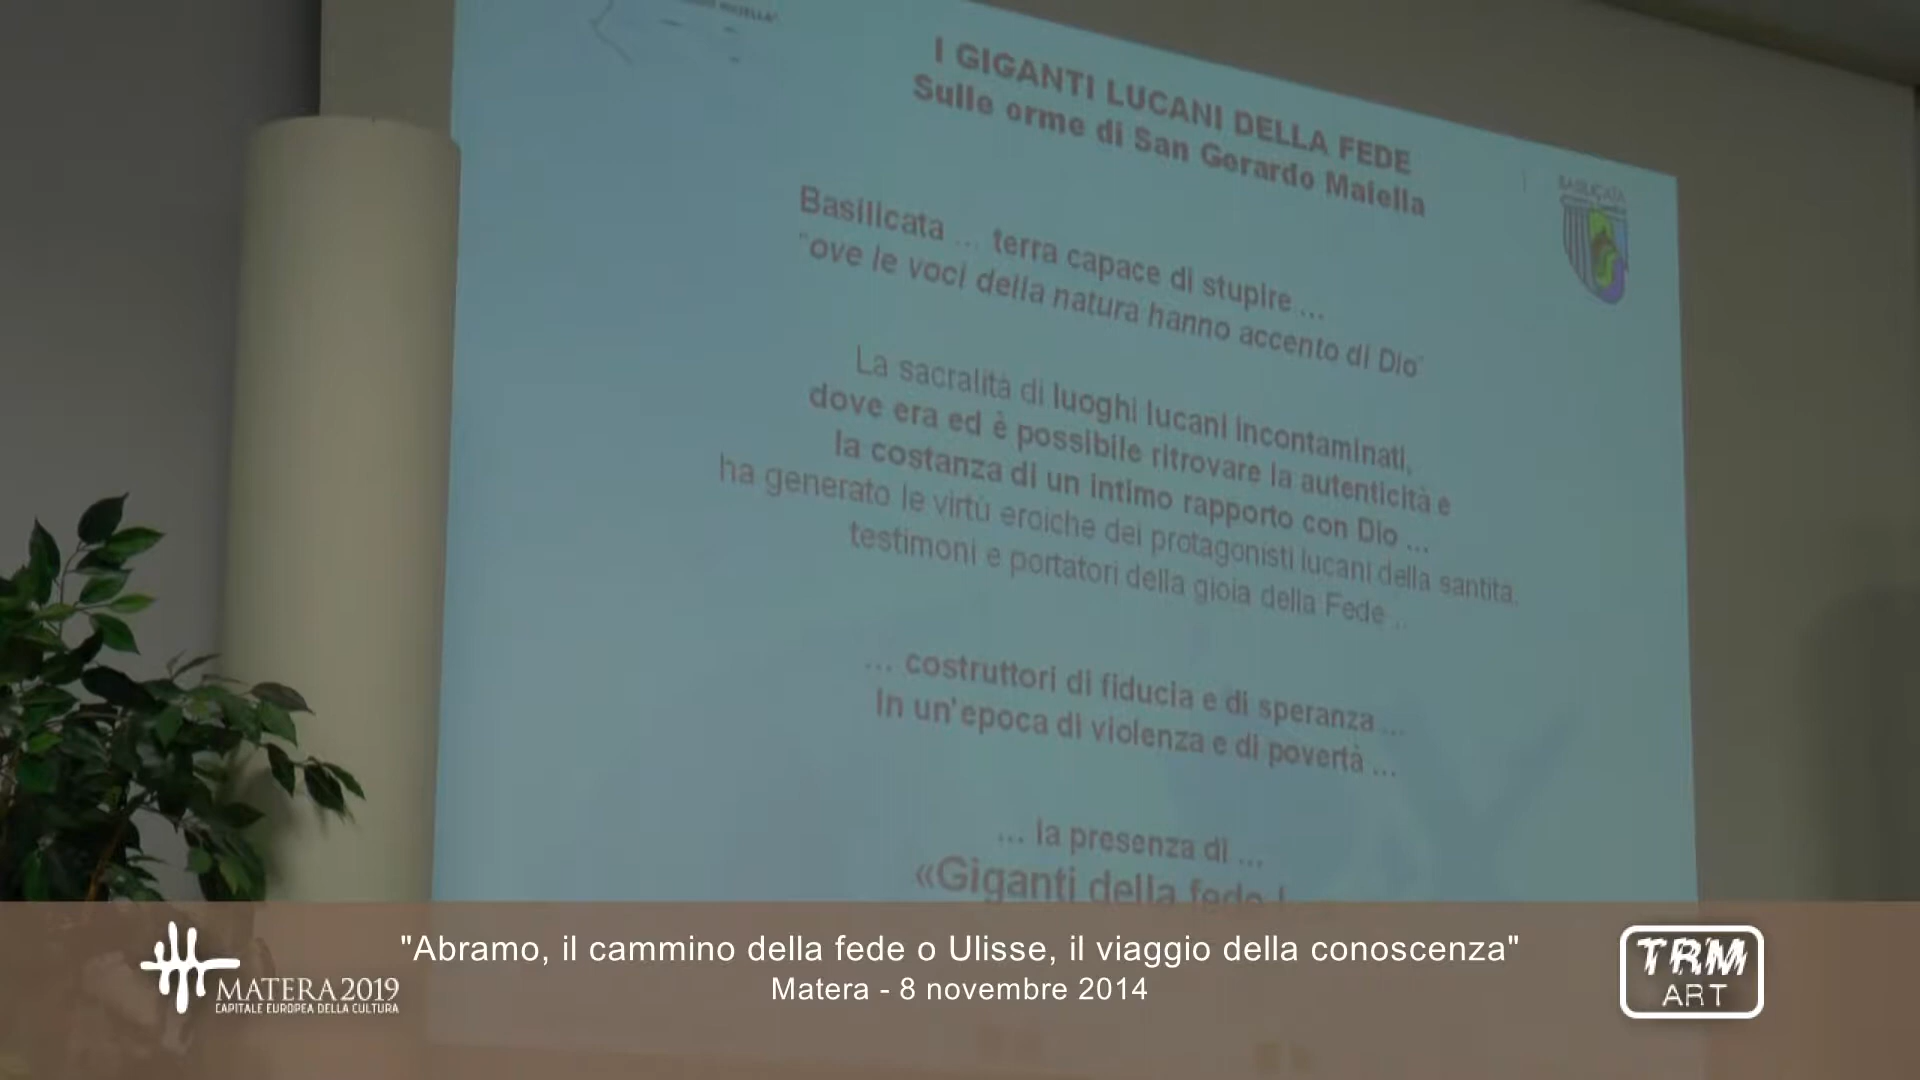 I GIGANTI LUCANI DELLA FEDE
Sulle orme di San Gerardo Maiella
BASILICATA
Basilicata ... terra capace di stupire ...
"ove le voci della natura hanno accento di Dio"
La sacralità di luoghi lucani incontaminati,
dove era ed è possibile ritrovare la autenticità e
la costanza di un intimo rapporto con Dio ...
ha generato le virtù eroiche dei protagonisti lucani della santità,
testimoni e portatori della gioia della Fede ..
... costruttori di fiducia e di speranza ...
In un'epoca di violenza e di povertà ...
... la presenza di ...
«Giganti della fede
"Abramo, il cammino della fede o Ulisse, il viaggio della conoscenza"
Matera - 8 novembre 2014
MATERA 2019
CAPITALE EUROPEA DELLA CULTURA
TRM
ART